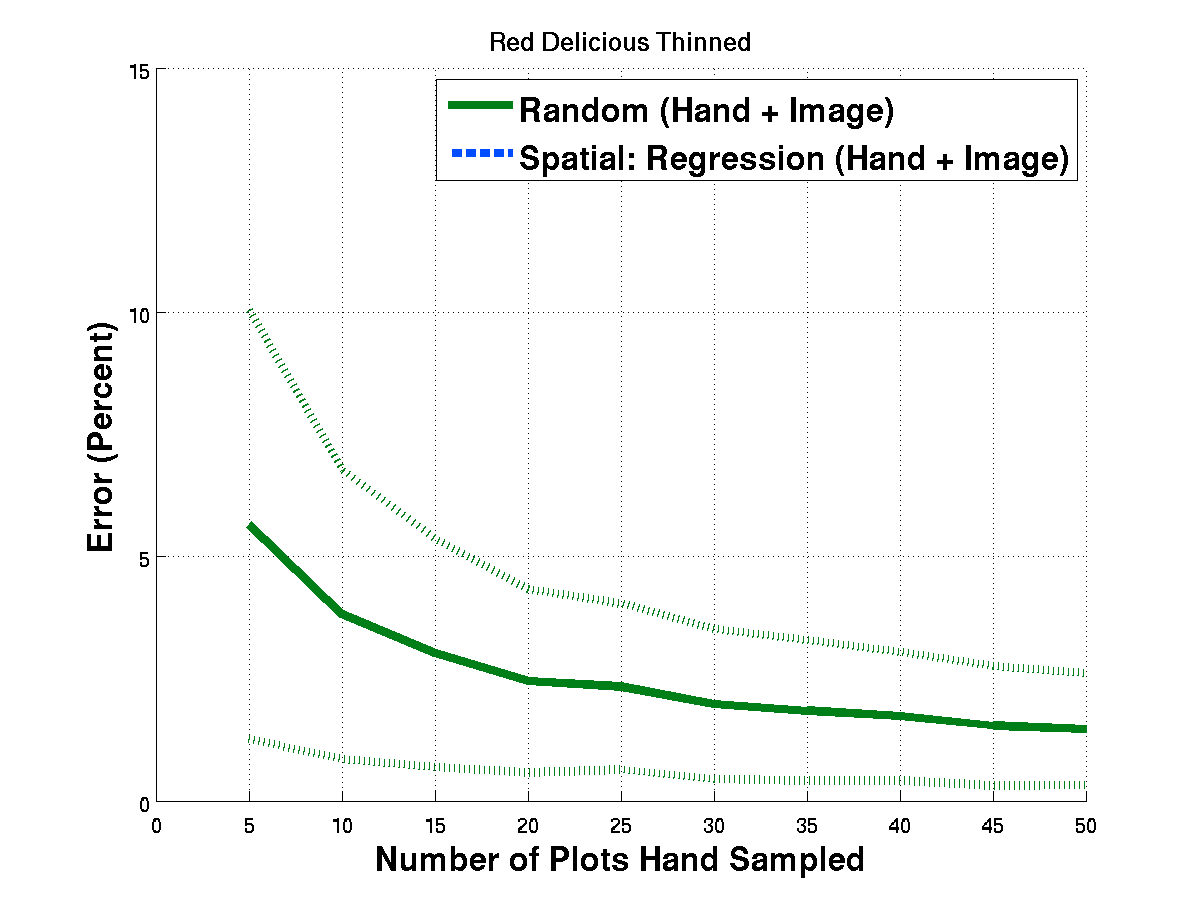 Red Delicious Thinned
15
10
5
0
Error (Percent)
Random (Hand + Image)
Spatial: Regression (Hand + Image)
0 5 10 15 20 25 30 35 40 45 50
Number of Plots Hand Sampled